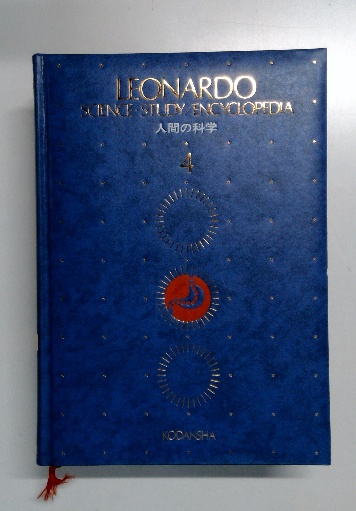 LEONARDO
SCIENCE·STUDY ENCYCLOPEDIA
人間の科学
4
KODANSHA